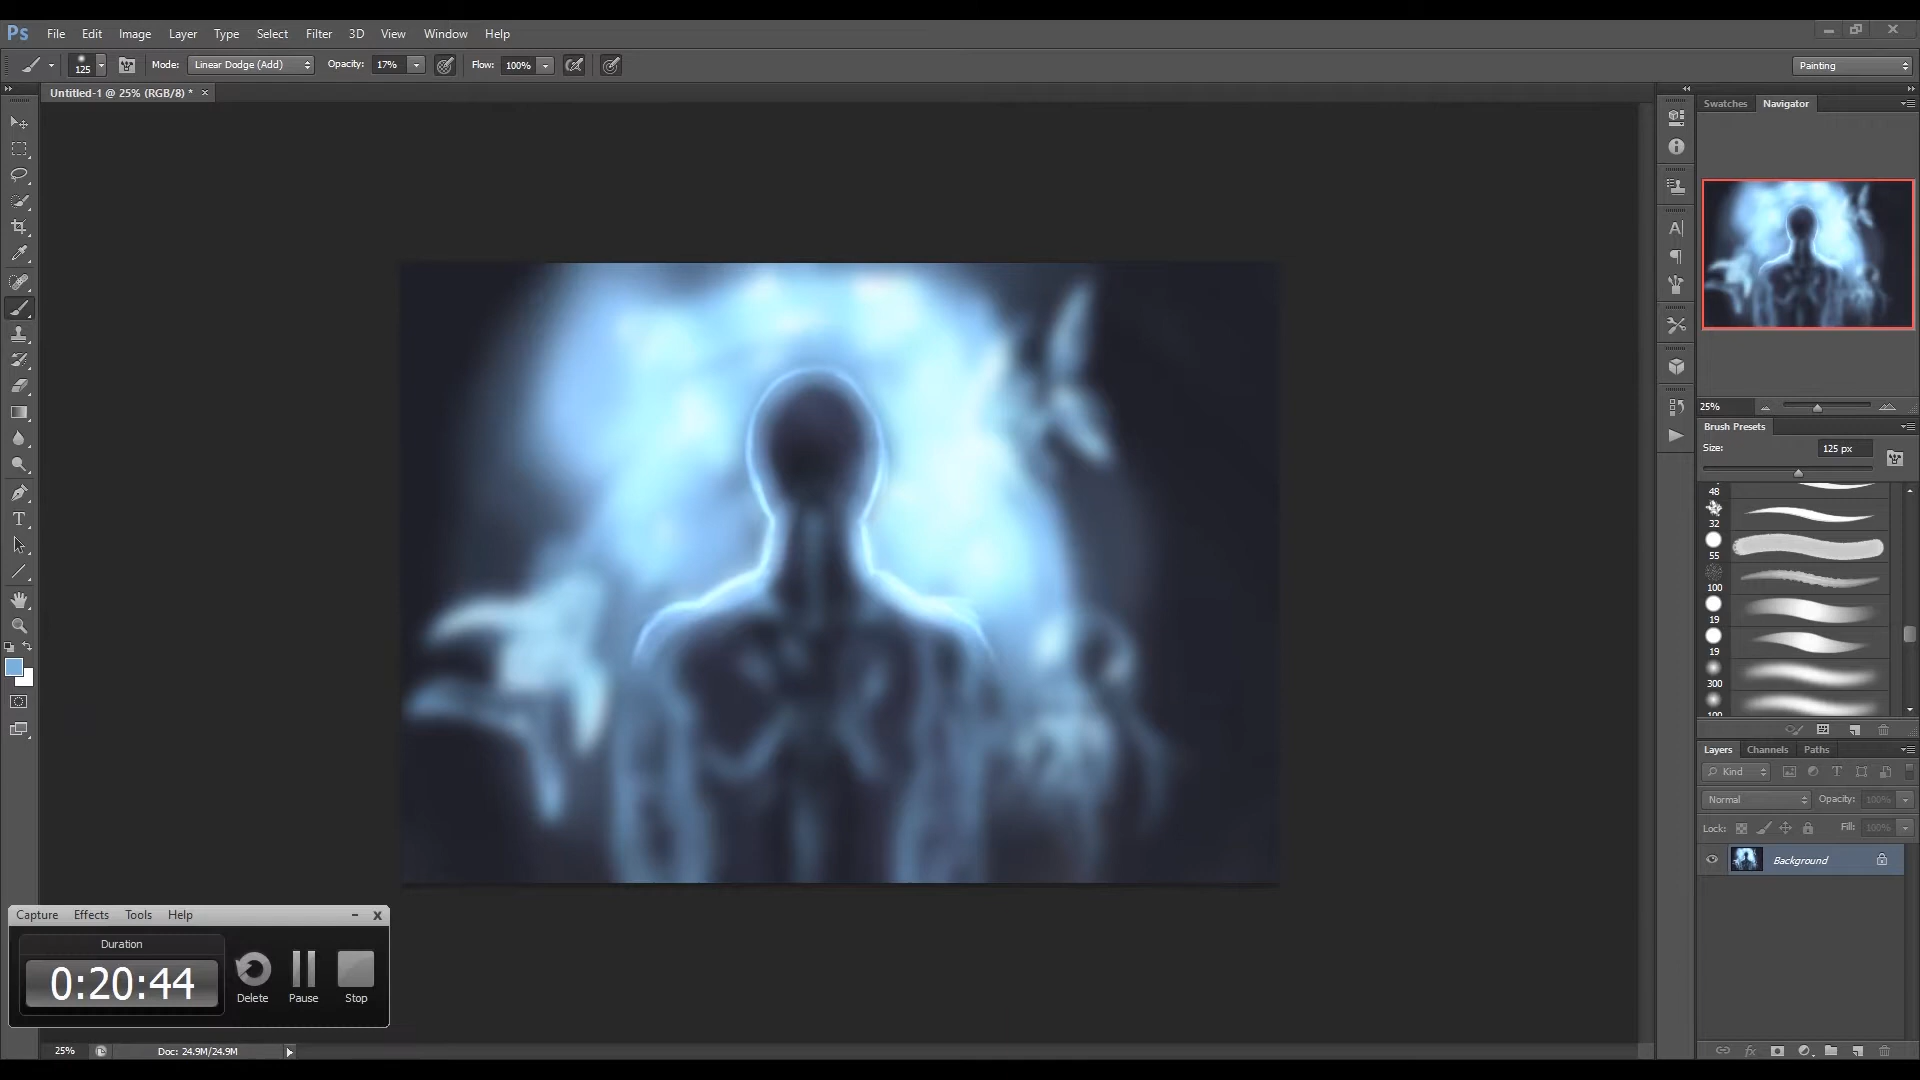 Ps File Edit Image Layer Type Select Filter 3D View Window Help
125 Mode: Linear Dodge (Add) Opacity: 17% Flow: 100% Painting
Untitled-1 @ 25% (RGB/8) * ×
Swatches Navigator
25%
Brush Presets
Size: 125 px
48
32
55
100
19
19
300
100
Layers Channels Paths
Kind
Normal Opacity: 100%
Lock: Fill: 100%
Background
Capture Effects Tools Help
Duration
0:20:44
Delete Pause Stop
25% Doc: 24.9M/24.9M